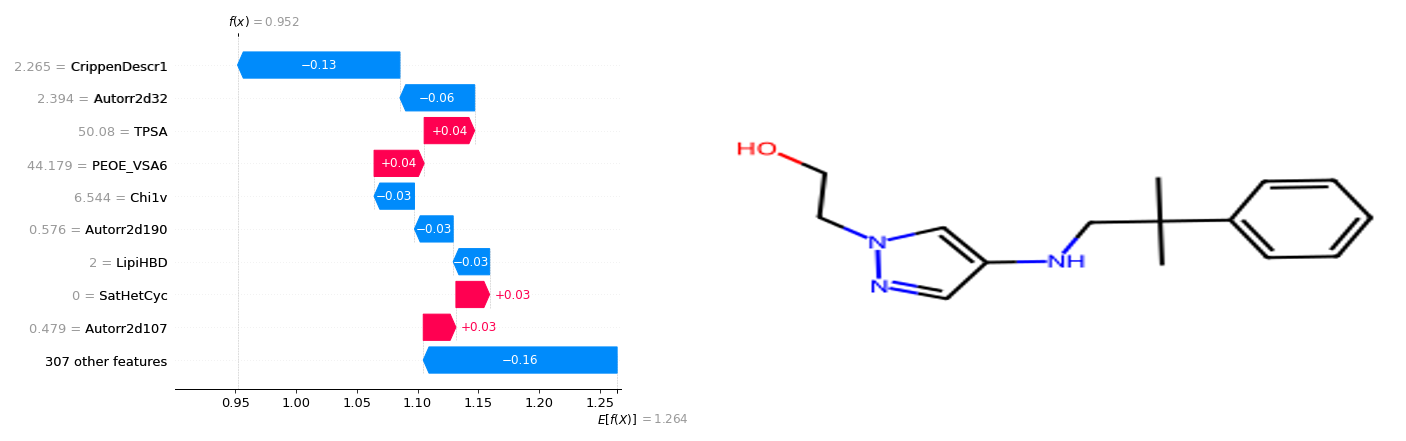 f(x) = 0.952
2.265 = CrippenDescr1 −0.13
2.394 = Autorr2d32 −0.06
50.08 = TPSA +0.04
44.179 = PEOE_VSA6 +0.04
6.544 = Chi1v −0.03
0.576 = Autorr2d190 −0.03
2 = LipiHBD −0.03
0 = SatHetCyc +0.03
0.479 = Autorr2d107 +0.03
307 other features −0.16
0.95 1.00 1.05 1.10 1.15 1.20 1.25
E[f(X)] = 1.264
HO
N
N
NH